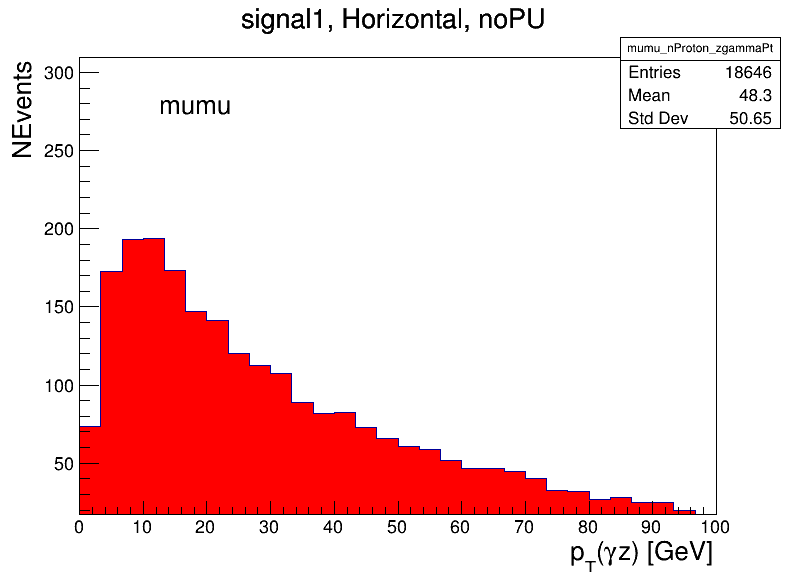 signal1, Horizontal, noPU
mumu_nProton_zgammaPt
Entries 18646
Mean 48.3
Std Dev 50.65
mumu
NEvents
300
250
200
150
100
50
0 10 20 30 40 50 60 70 80 90 100
p_T(γz) [GeV]